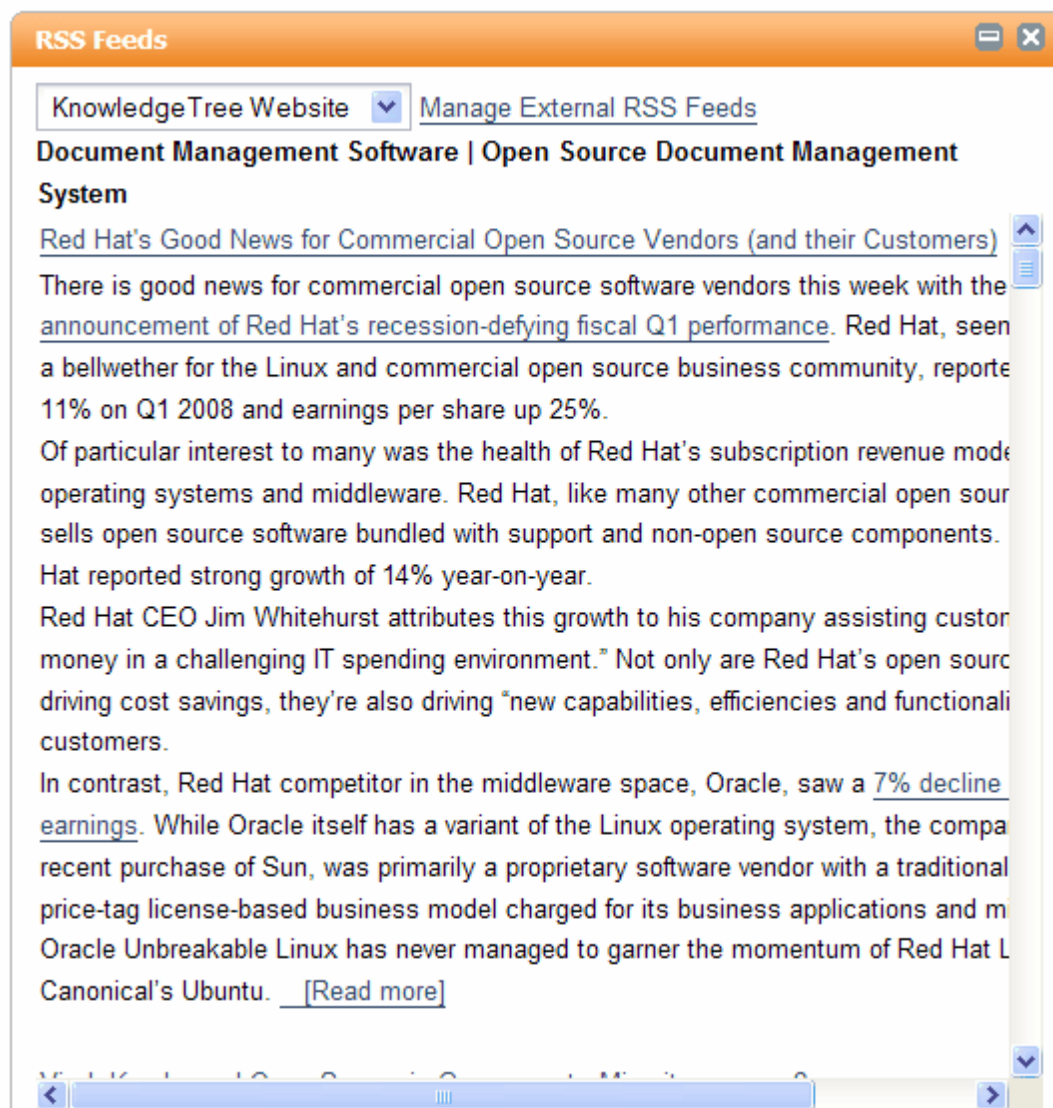 RSS Feeds
KnowledgeTree Website Manage External RSS Feeds
Document Management Software | Open Source Document Management
System
Red Hat's Good News for Commercial Open Source Vendors (and their Customers)
There is good news for commercial open source software vendors this week with the
announcement of Red Hat’s recession-defying fiscal Q1 performance. Red Hat, seen
a bellwether for the Linux and commercial open source business community, reporte
11% on Q1 2008 and earnings per share up 25%.
Of particular interest to many was the health of Red Hat’s subscription revenue mode
operating systems and middleware. Red Hat, like many other commercial open sour
sells open source software bundled with support and non-open source components.
Hat reported strong growth of 14% year-on-year.
Red Hat CEO Jim Whitehurst attributes this growth to his company assisting custom
money in a challenging IT spending environment.” Not only are Red Hat’s open sourc
driving cost savings, they’re also driving “new capabilities, efficiencies and functionali
customers.
In contrast, Red Hat competitor in the middleware space, Oracle, saw a 7% decline
earnings. While Oracle itself has a variant of the Linux operating system, the compa
recent purchase of Sun, was primarily a proprietary software vendor with a traditional
price-tag license-based business model charged for its business applications and mi
Oracle Unbreakable Linux has never managed to garner the momentum of Red Hat L
Canonical’s Ubuntu. [Read more]